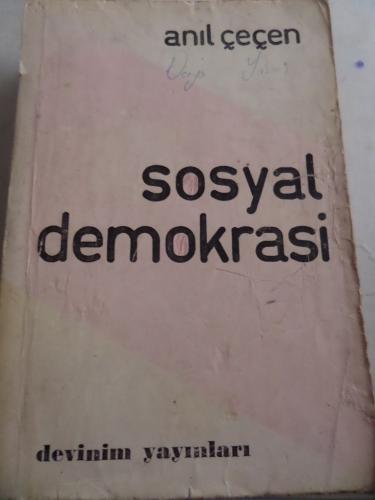 anıl çeçen
sosyal
demokrasi
devinim yayınları